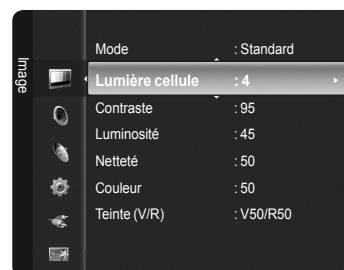 Image
Mode : Standard
Lumière cellule : 4
Contraste : 95
Luminosité : 45
Netteté : 50
Couleur : 50
Teinte (V/R) : V50/R50